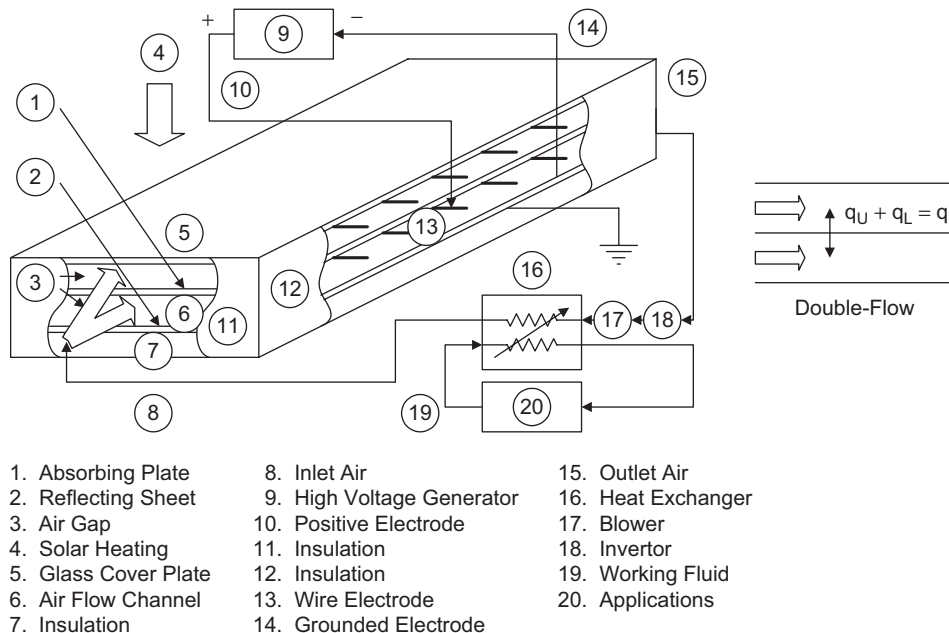 + −
9
14
4
10
15
1
2
q_U + q_L = q
13
5
3
12
16
6
11
17
18
Double-Flow
7
8
19
20
1. Absorbing Plate
2. Reflecting Sheet
3. Air Gap
4. Solar Heating
5. Glass Cover Plate
6. Air Flow Channel
7. Insulation
8. Inlet Air
9. High Voltage Generator
10. Positive Electrode
11. Insulation
12. Insulation
13. Wire Electrode
14. Grounded Electrode
15. Outlet Air
16. Heat Exchanger
17. Blower
18. Invertor
19. Working Fluid
20. Applications